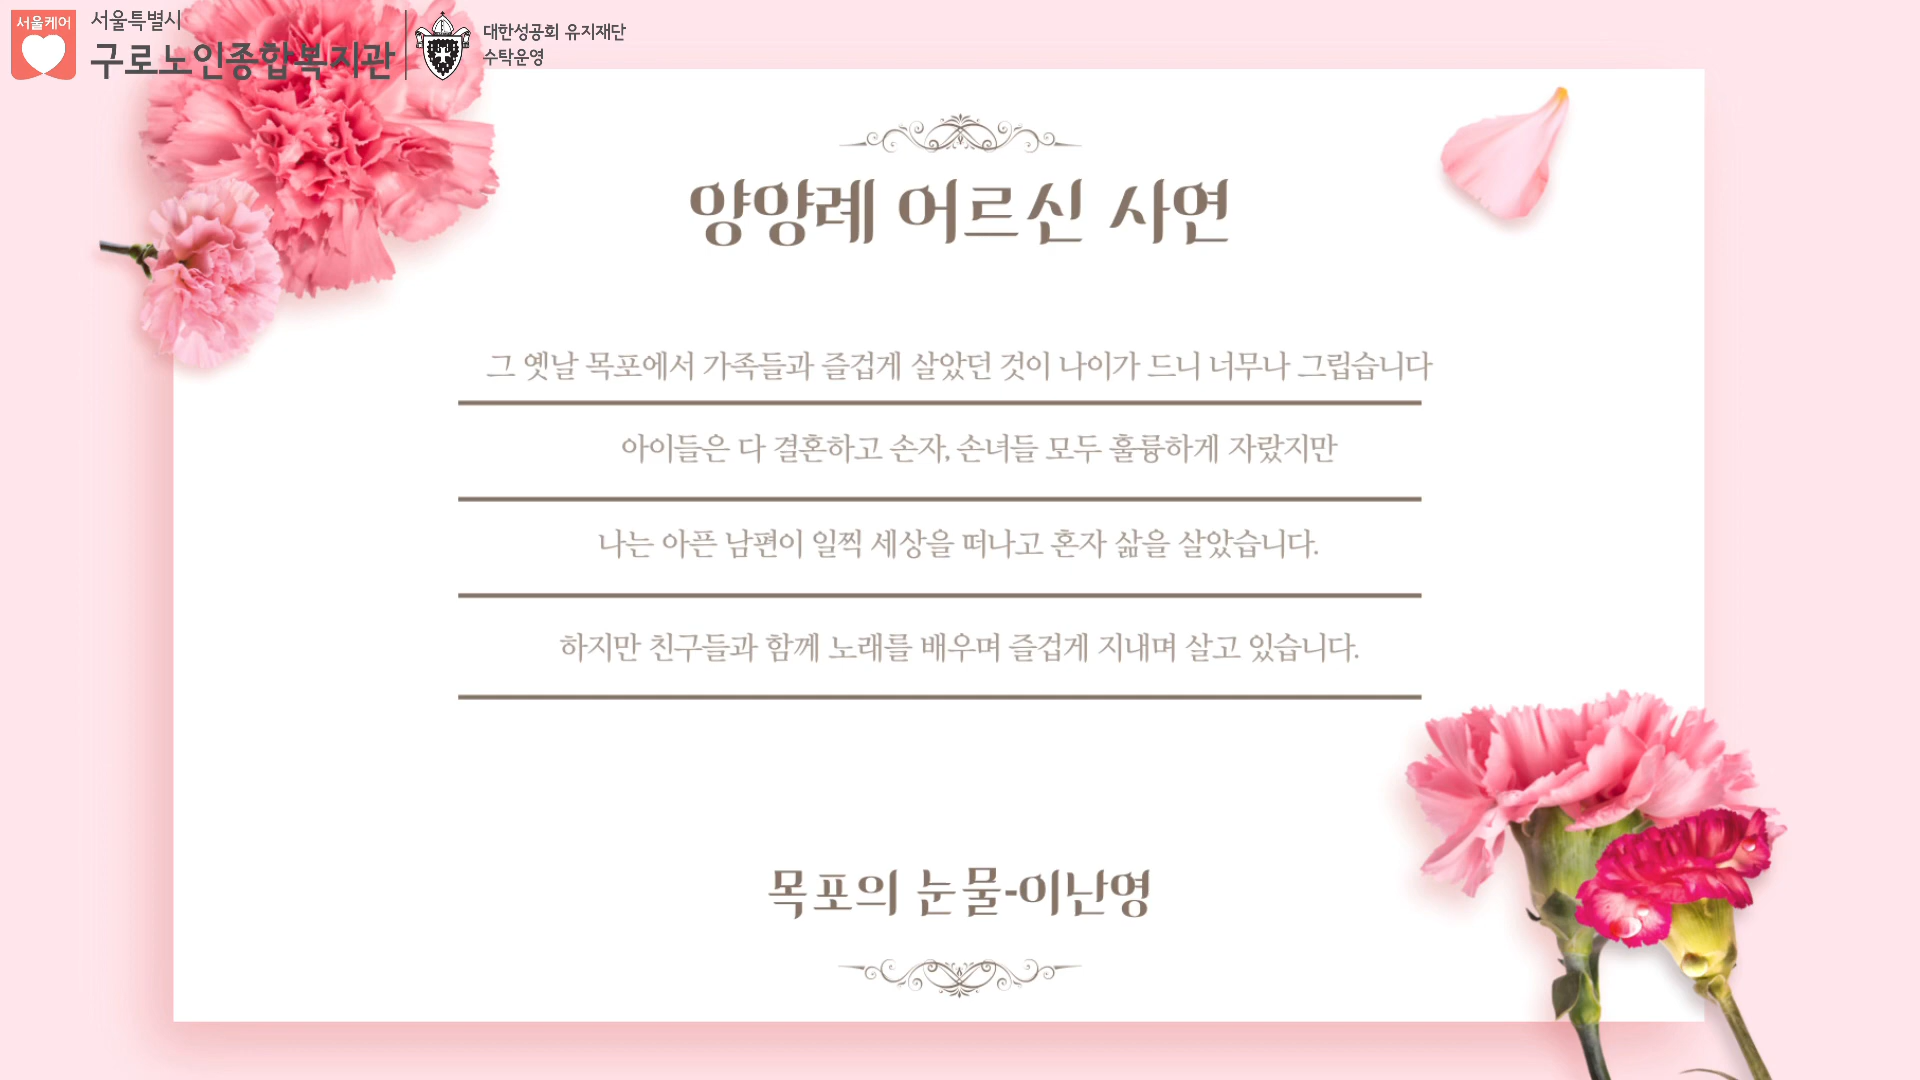 서울케어
서울특별시
구로노인종합복지관
대한성공회 유지재단
수탁운영
양양례 어르신 사연
그 옛날 목포에서 가족들과 즐겁게 살았던 것이 나이가 드니 너무나 그립습니다
아이들은 다 결혼하고 손자, 손녀들 모두 훌륭하게 자랐지만
나는 아픈 남편이 일찍 세상을 떠나고 혼자 삶을 살았습니다.
하지만 친구들과 함께 노래를 배우며 즐겁게 지내며 살고 있습니다.
목포의 눈물-이난영